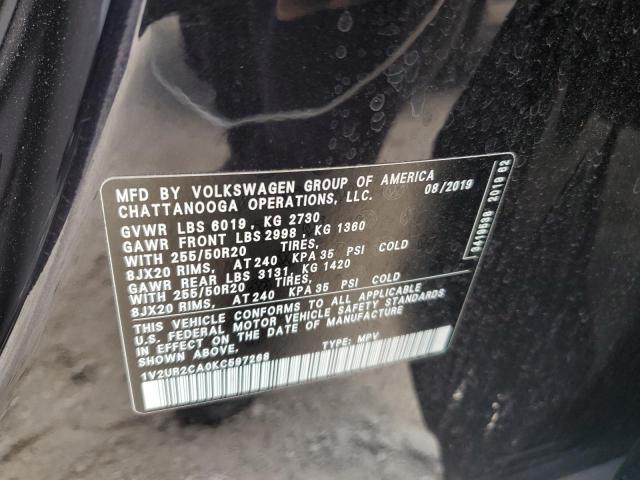 MFD BY VOLKSWAGEN GROUP OF AMERICA
CHATTANOOGA OPERATIONS, LLC. 08/2019
GVWR LBS 6019, KG 2730
GAWR FRONT LBS 2998, KG 1360
WITH 255/50R20 TIRES,
8JX20 RIMS, AT 240 KPA 35 PSI COLD
GAWR REAR LBS 3131, KG 1420
WITH 255/50R20 TIRES,
8JX20 RIMS, AT 240 KPA 35 PSI COLD
THIS VEHICLE CONFORMS TO ALL APPLICABLE
U.S. FEDERAL MOTOR VEHICLE SAFETY STANDARDS
IN EFFECT ON THE DATE OF MANUFACTURE
SHOWN ABOVE. TYPE: MPV
1V2UR2CA0KC597268
2019 02